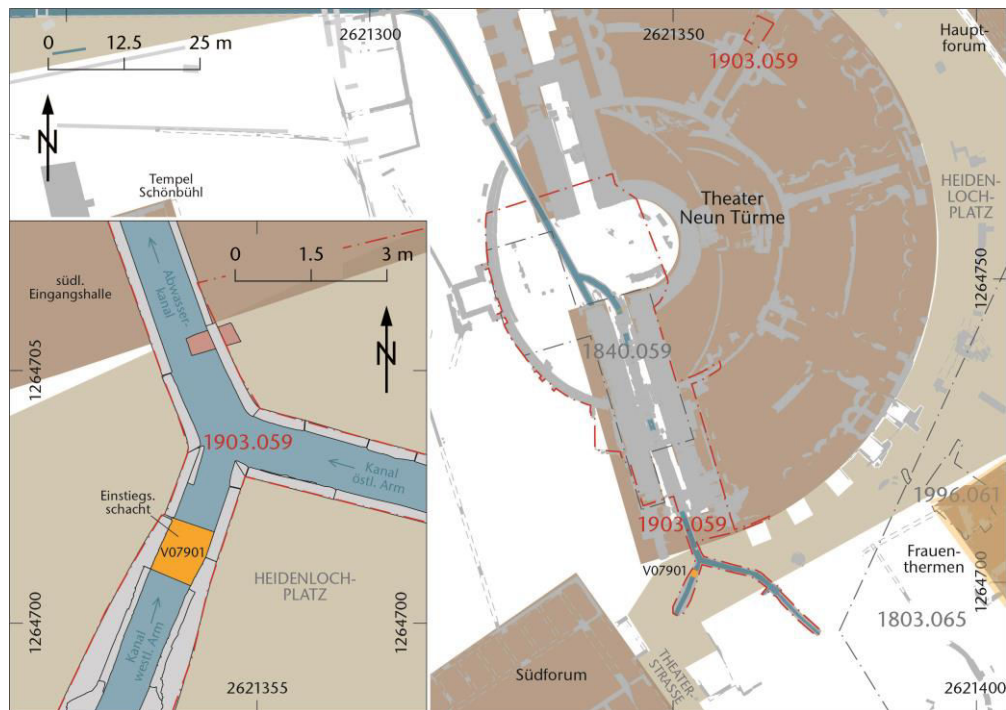 0 12.5 25 m
N
2621300
2621350
1903.059
Haupt-
forum
Tempel
Schönbühl
Theater
Neun Türme
HEIDEN-
LOCH-
PLATZ
1264750
1840.059
1903.059
V07901
1996.061
Frauen-
thermen
1264700
1803.065
Südforum
THEATER-
STRASSE
2621400
0 1.5 3 m
N
südl.
Eingangshalle
← Abwasser-
kanal
1264705
1903.059
← Kanal
östl. Arm
Einstiegs-
schacht
V07901
HEIDENLOCH-
PLATZ
← Kanal
westl. Arm
1264700
2621355